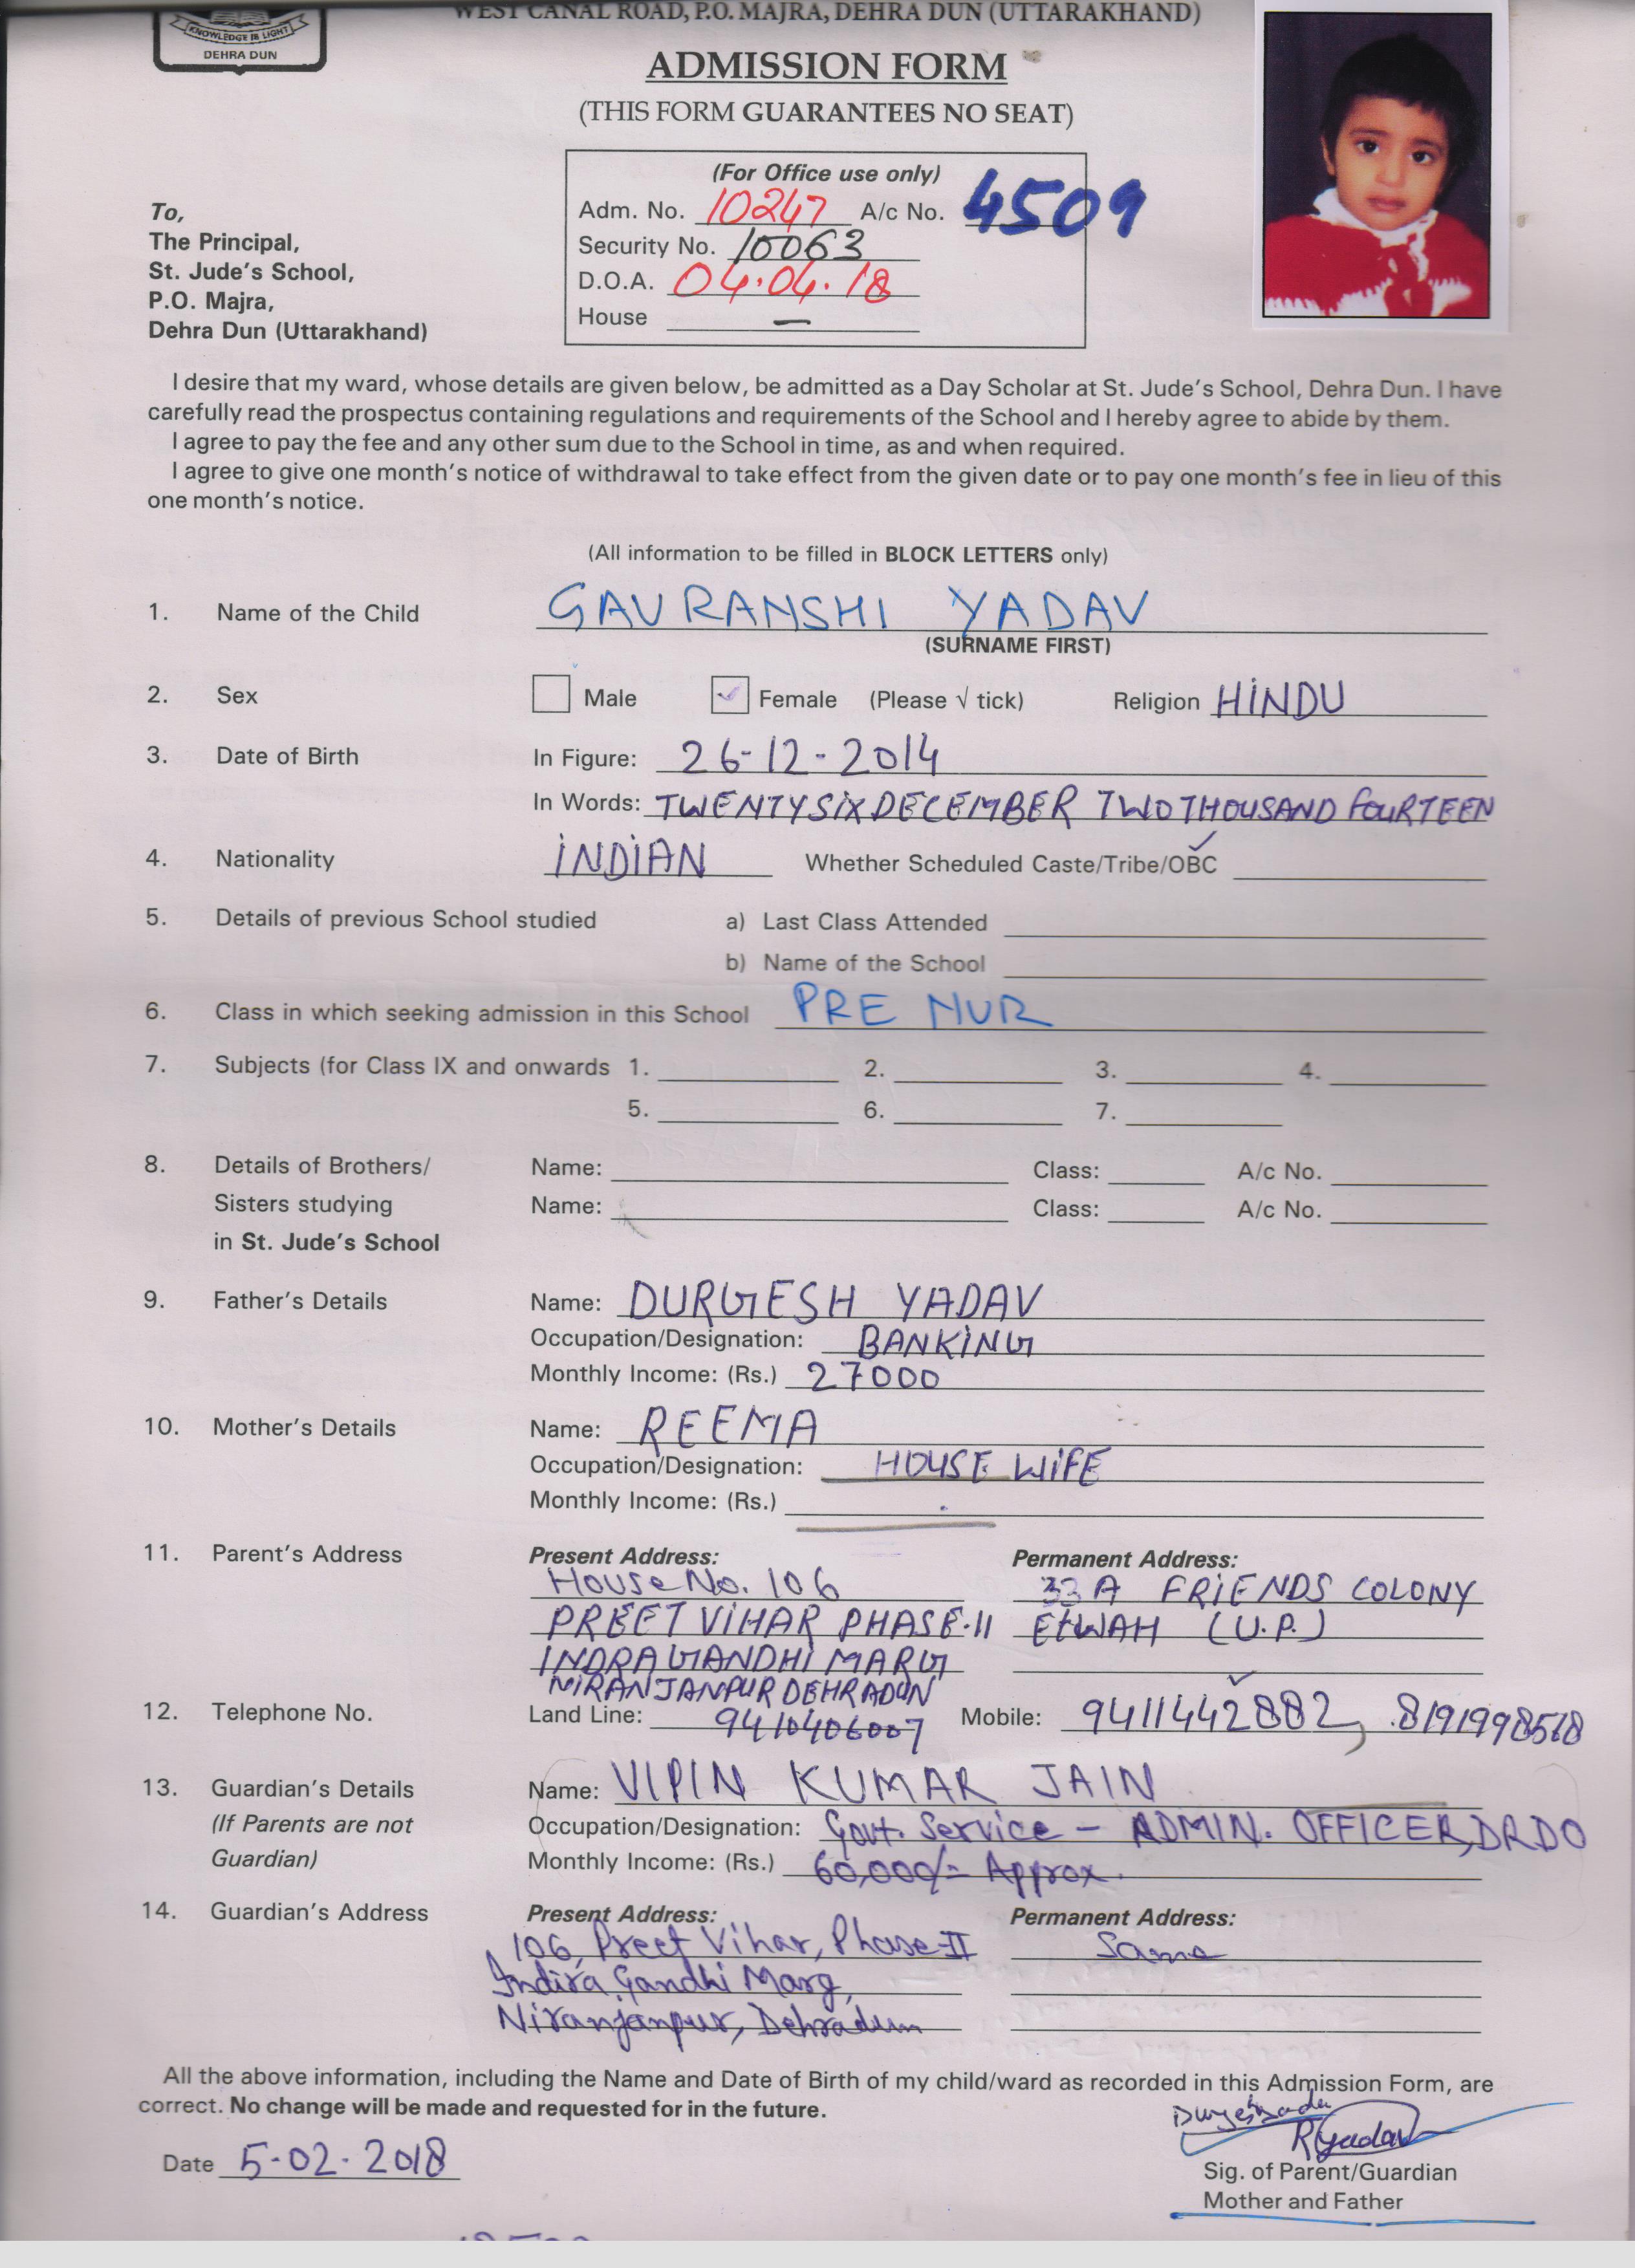 WEST CANAL ROAD, P.O. MAJRA, DEHRA DUN (UTTARAKHAND)
KNOWLEDGE IS LIGHT
DEHRA DUN
ADMISSION FORM
(THIS FORM GUARANTEES NO SEAT)
(For Office use only)
Adm. No. 10247 A/c No. 4509
Security No. 10063
D.O.A. 04.04.18
House —
To,
The Principal,
St. Jude's School,
P.O. Majra,
Dehra Dun (Uttarakhand)
I desire that my ward, whose details are given below, be admitted as a Day Scholar at St. Jude's School, Dehra Dun. I have
carefully read the prospectus containing regulations and requirements of the School and I hereby agree to abide by them.
I agree to pay the fee and any other sum due to the School in time, as and when required.
I agree to give one month's notice of withdrawal to take effect from the given date or to pay one month's fee in lieu of this
one month's notice.
(All information to be filled in BLOCK LETTERS only)
1. Name of the Child GAURANSHI YADAV
(SURNAME FIRST)
2. Sex Male ✓ Female (Please √ tick) Religion HINDU
3. Date of Birth In Figure: 26-12-2014
In Words: TWENTYSIX DECEMBER TWO THOUSAND FOURTEEN
4. Nationality INDIAN Whether Scheduled Caste/Tribe/OBC ✓
5. Details of previous School studied a) Last Class Attended
b) Name of the School
6. Class in which seeking admission in this School PRE NUR
7. Subjects (for Class IX and onwards 1. 2. 3. 4.
5. 6. 7.
8. Details of Brothers/ Name: Class: A/c No.
Sisters studying Name: Class: A/c No.
in St. Jude's School
9. Father's Details Name: DURGESH YADAV
Occupation/Designation: BANKING
Monthly Income: (Rs.) 27000
10. Mother's Details Name: REEMA
Occupation/Designation: HOUSE WIFE
Monthly Income: (Rs.)
11. Parent's Address Present Address: Permanent Address:
House No. 106 33 A FRIENDS COLONY
PREET VIHAR PHASE-II ETWAH (U.P.)
INDRA GANDHI MARG
NIRANJANPUR DEHRADUN
12. Telephone No. Land Line: 9410406007 Mobile: 9411442882, 8191998518
13. Guardian's Details Name: VIPIN KUMAR JAIN
(If Parents are not Occupation/Designation: Govt. Service - ADMIN. OFFICER, DRDO
Guardian) Monthly Income: (Rs.) 60,000/- Approx.
14. Guardian's Address Present Address: Permanent Address:
106, Preet Vihar, Phase-II Same
Indira Gandhi Marg,
Niranjanpur, Dehradun
All the above information, including the Name and Date of Birth of my child/ward as recorded in this Admission Form, are
correct. No change will be made and requested for in the future.
Durgesh Yadav
RYadav
Date 5-02-2018
Sig. of Parent/Guardian
Mother and Father